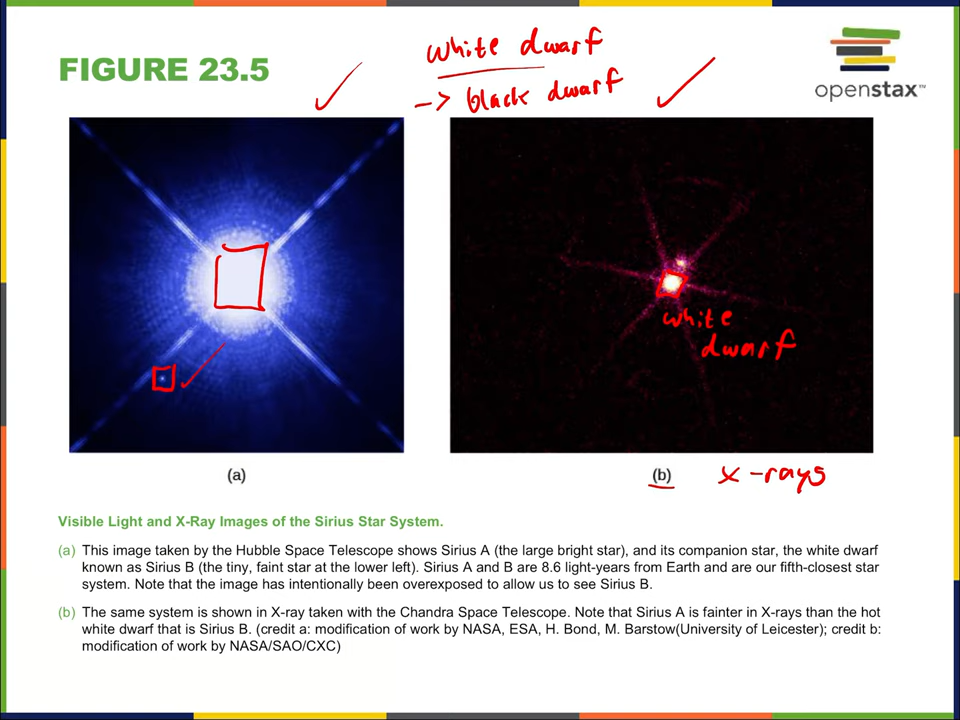 FIGURE 23.5
white dwarf
-> black dwarf
openstax™
white
dwarf
(a)
(b)
x-rays
Visible Light and X-Ray Images of the Sirius Star System.
(a) This image taken by the Hubble Space Telescope shows Sirius A (the large bright star), and its companion star, the white dwarf
known as Sirius B (the tiny, faint star at the lower left). Sirius A and B are 8.6 light-years from Earth and are our fifth-closest star
system. Note that the image has intentionally been overexposed to allow us to see Sirius B.
(b) The same system is shown in X-ray taken with the Chandra Space Telescope. Note that Sirius A is fainter in X-rays than the hot
white dwarf that is Sirius B. (credit a: modification of work by NASA, ESA, H. Bond, M. Barstow(University of Leicester); credit b:
modification of work by NASA/SAO/CXC)